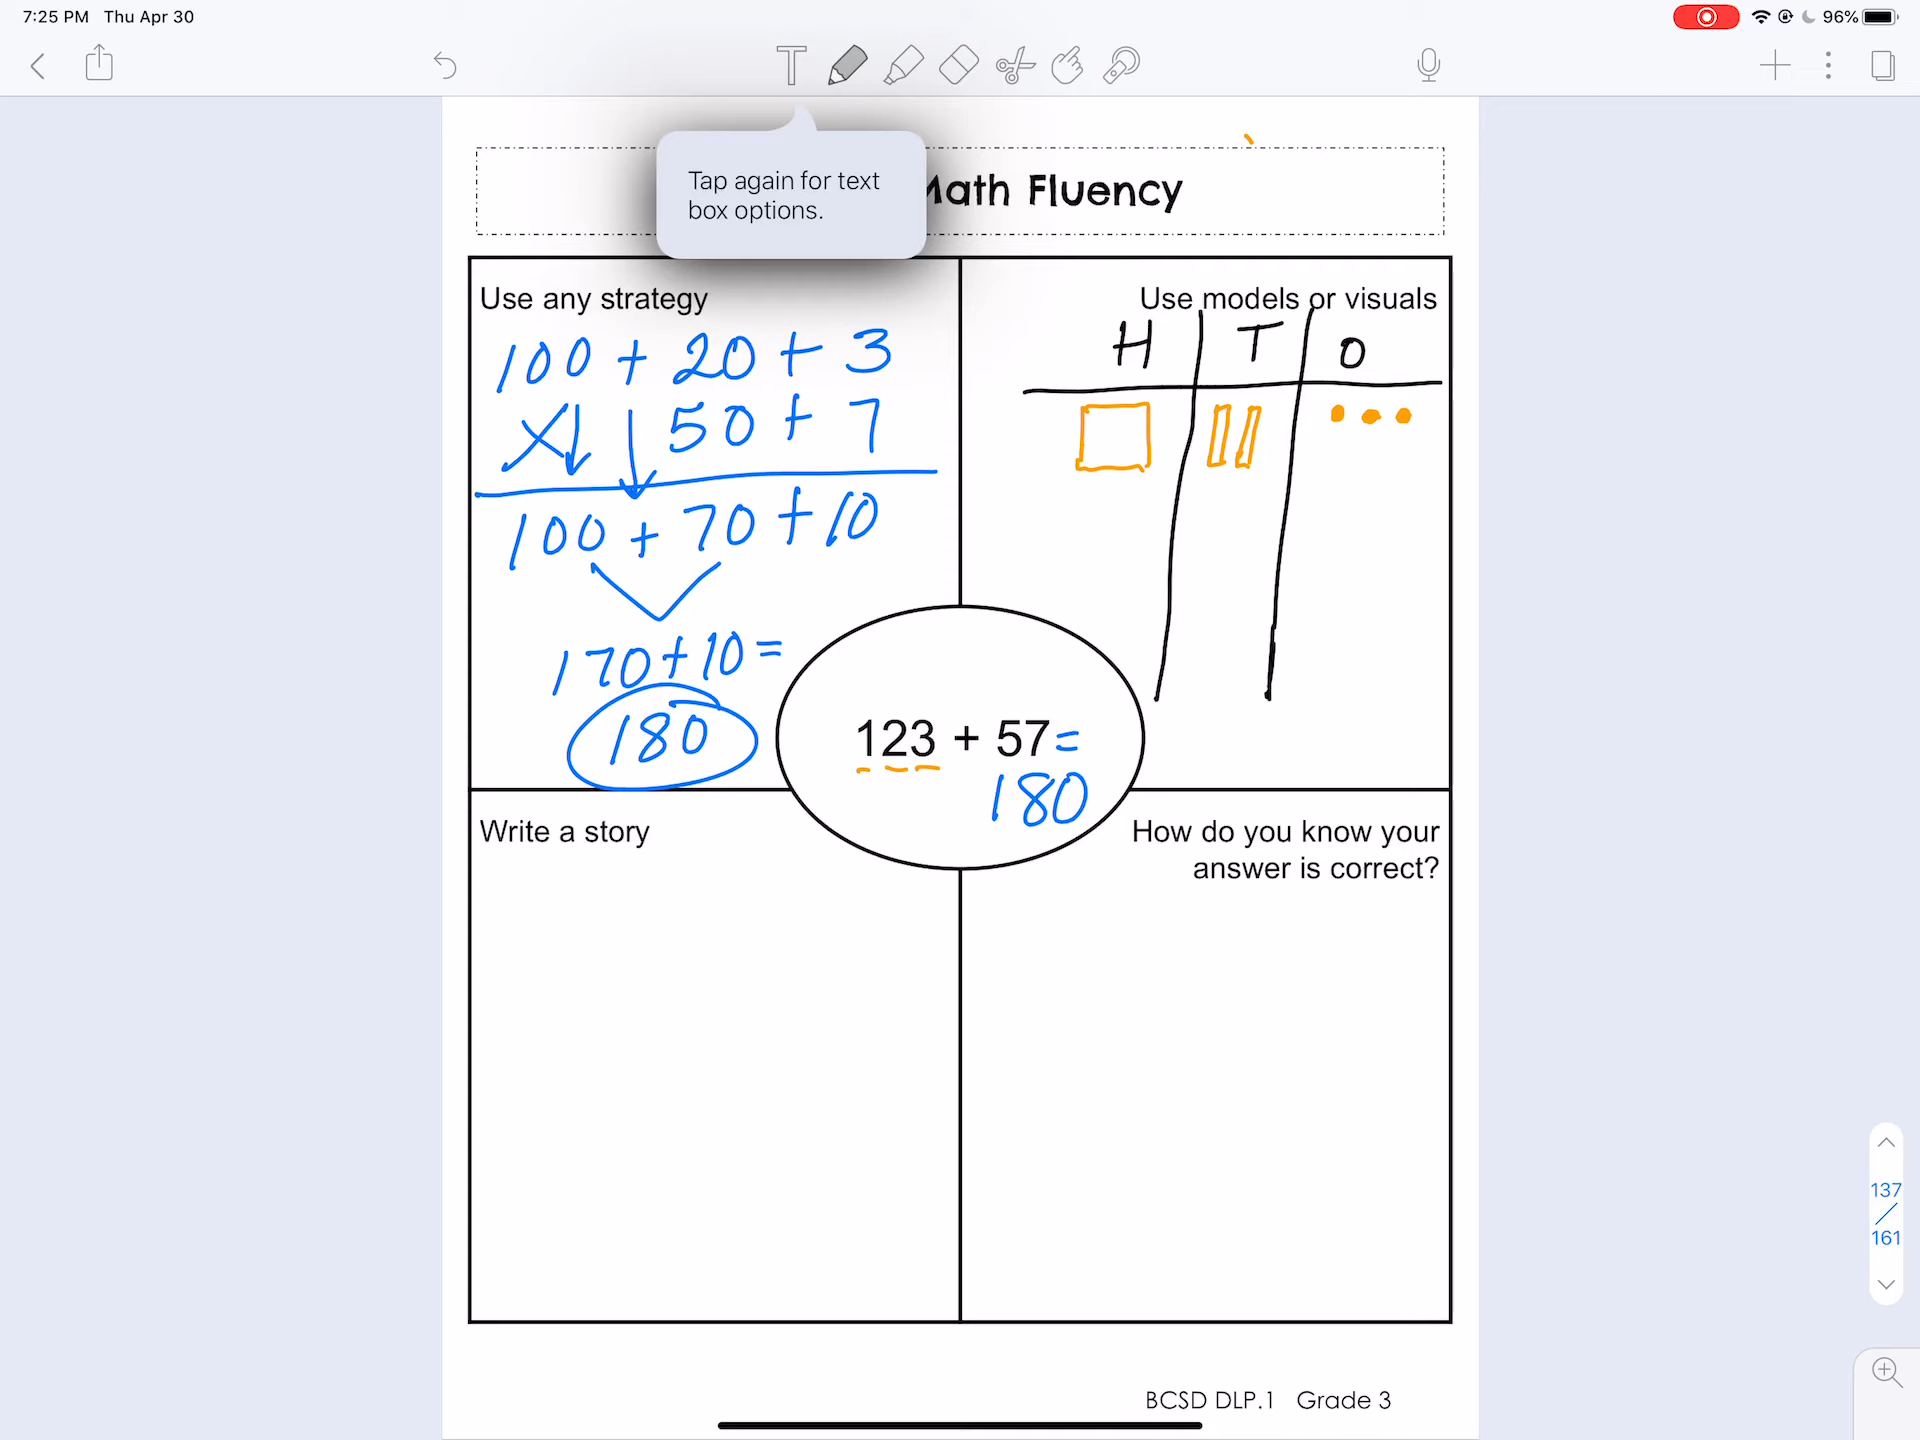 7:25 PM Thu Apr 30
96%
T
Tap again for text
box options.
Math Fluency
Use any strategy
100 + 20 + 3
50 + 7
100 + 70 + 10
170 + 10 =
180
Use models or visuals
H T O
123 + 57 =
180
Write a story
How do you know your
answer is correct?
137
/
161
BCSD DLP.1 Grade 3